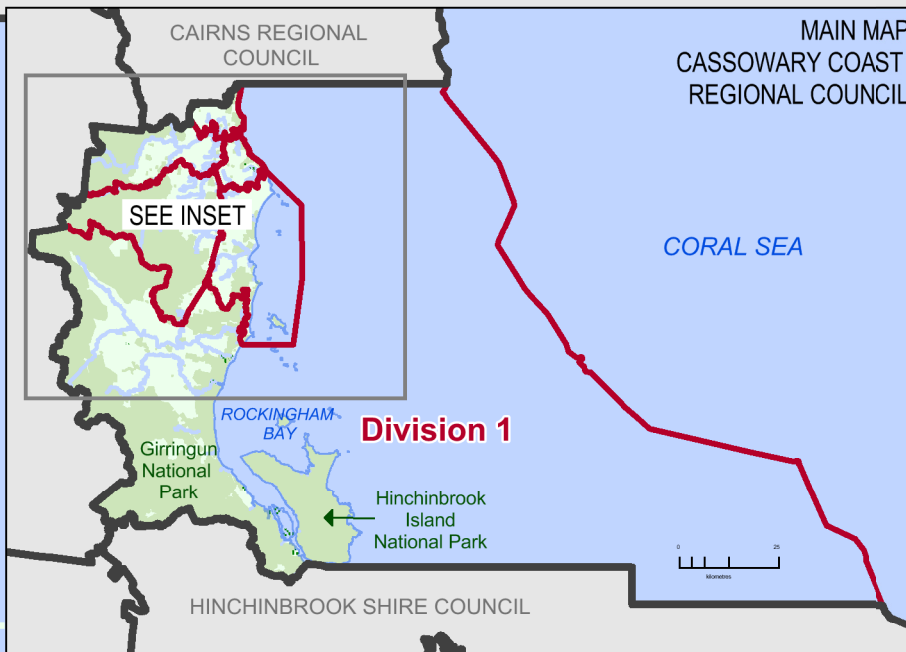 CAIRNS REGIONAL
COUNCIL
MAIN MAP
CASSOWARY COAST
REGIONAL COUNCIL
SEE INSET
CORAL SEA
ROCKINGHAM
BAY
Division 1
Girringun
National
Park
Hinchinbrook
Island
National Park
0 25
kilometres
HINCHINBROOK SHIRE COUNCIL